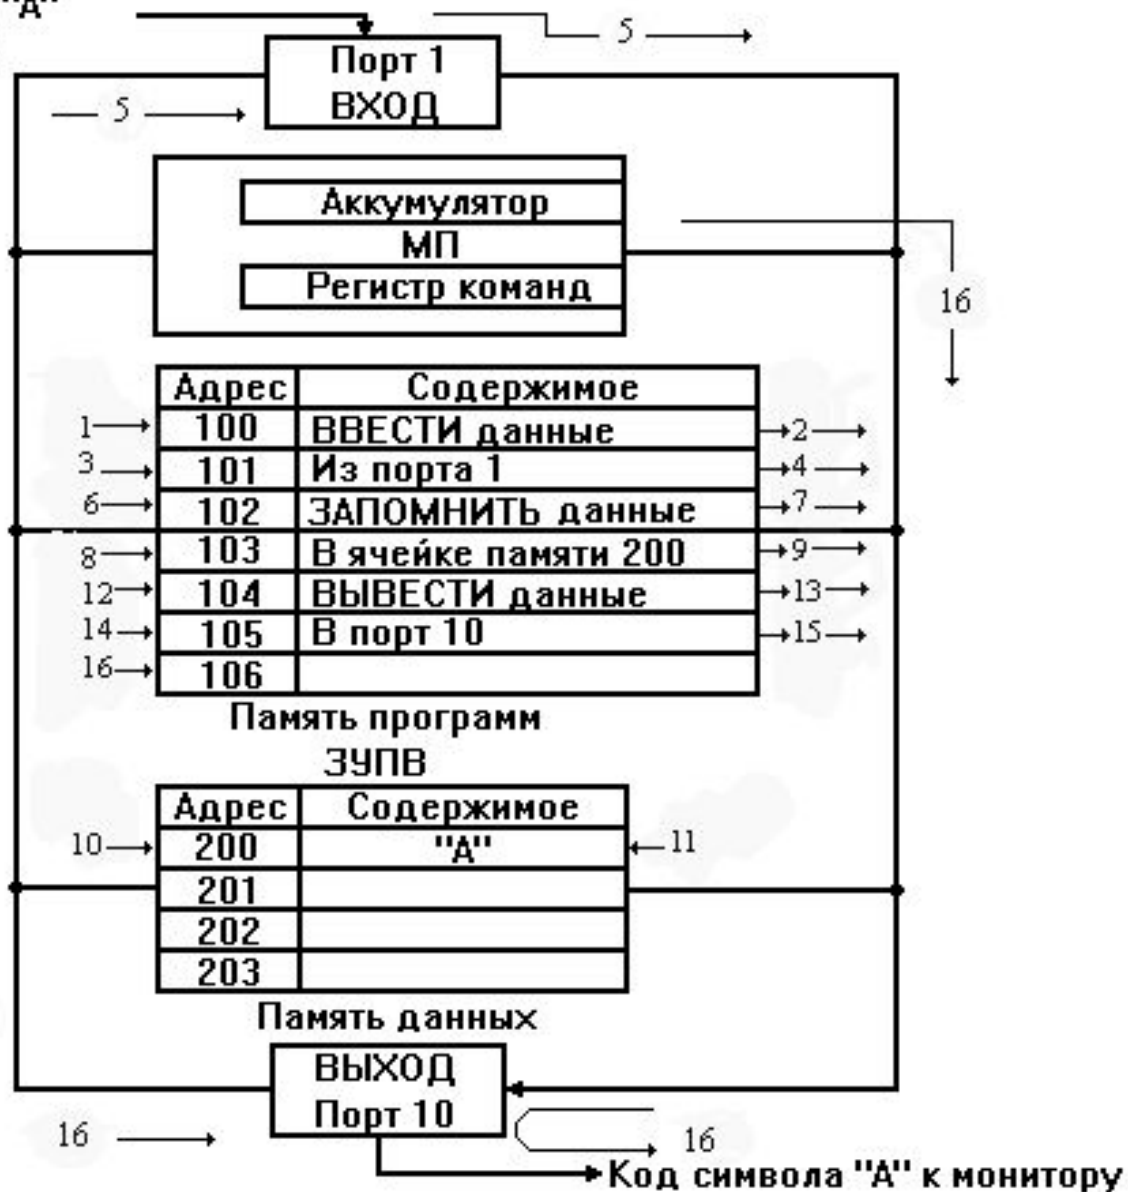 5
Порт 1
ВХОД
5
Аккумулятор
МП
Регистр команд
16
Адрес Содержимое
1 100 ВВЕСТИ данные 2
3 101 Из порта 1 4
6 102 ЗАПОМНИТЬ данные 7
8 103 В ячейке памяти 200 9
12 104 ВЫВЕСТИ данные 13
14 105 В порт 10 15
16 106
Память программ
ЗУПВ
Адрес Содержимое
10 200 "А" 11
201
202
203
Память данных
ВЫХОД
Порт 10
16
16
Код символа "А" к монитору